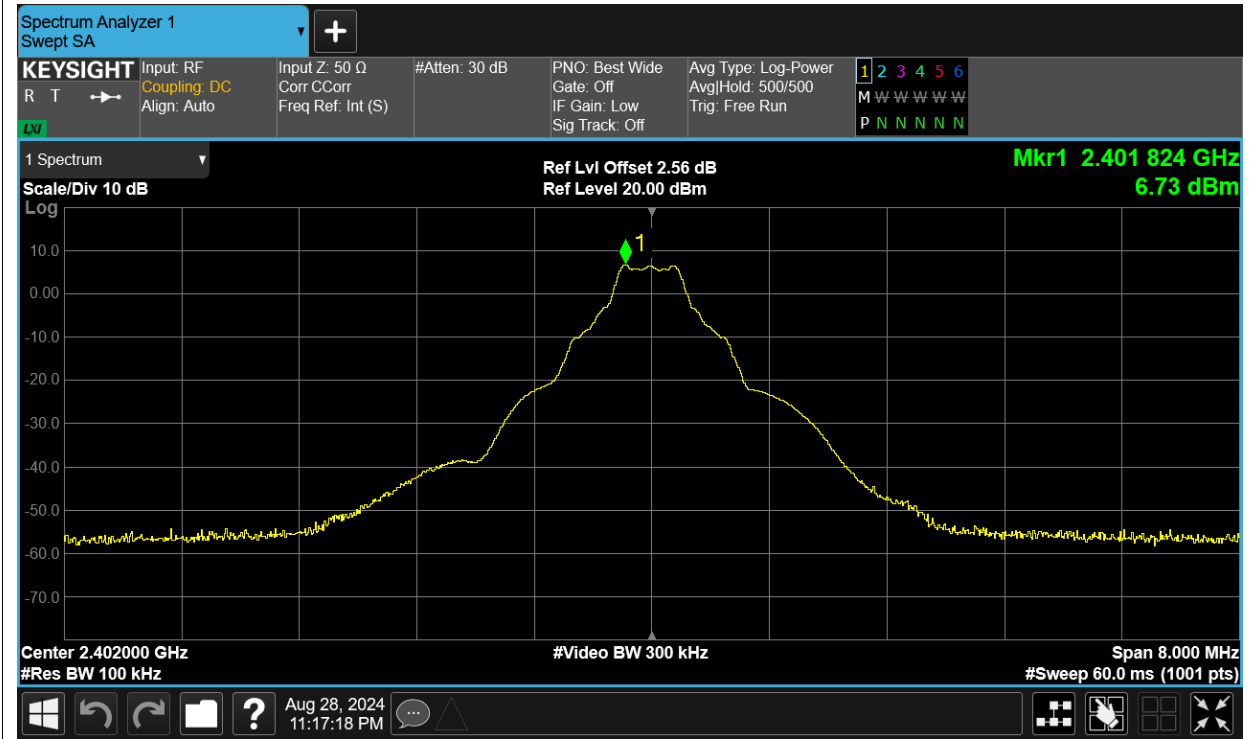 Spectrum Analyzer 1
Swept SA
KEYSIGHT
R T
LXI
Input: RF
Coupling: DC
Align: Auto
Input Z: 50 Ω
Corr CCorr
Freq Ref: Int (S)
#Atten: 30 dB
PNO: Best Wide
Gate: Off
IF Gain: Low
Sig Track: Off
Avg Type: Log-Power
Avg|Hold: 500/500
Trig: Free Run
1 2 3 4 5 6
M W W W W W
P N N N N N
1 Spectrum
Scale/Div 10 dB
Log
Ref Lvl Offset 2.56 dB
Ref Level 20.00 dBm
Mkr1 2.401 824 GHz
6.73 dBm
1
10.0
0.00
-10.0
-20.0
-30.0
-40.0
-50.0
-60.0
-70.0
Center 2.402000 GHz
#Res BW 100 kHz
#Video BW 300 kHz
Span 8.000 MHz
#Sweep 60.0 ms (1001 pts)
?
Aug 28, 2024
11:17:18 PM